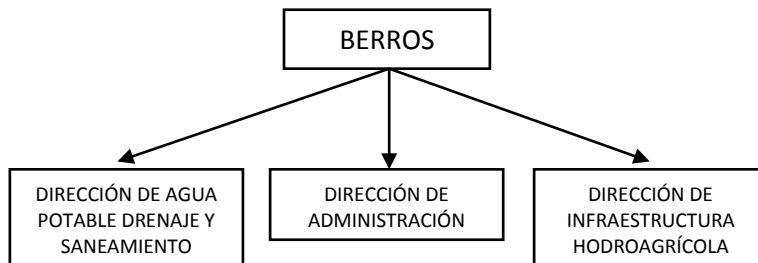 BERROS
DIRECCIÓN DE AGUA
POTABLE DRENAJE Y
SANEAMIENTO
DIRECCIÓN DE
ADMINISTRACIÓN
DIRECCIÓN DE
INFRAESTRUCTURA
HODROAGRÍCOLA